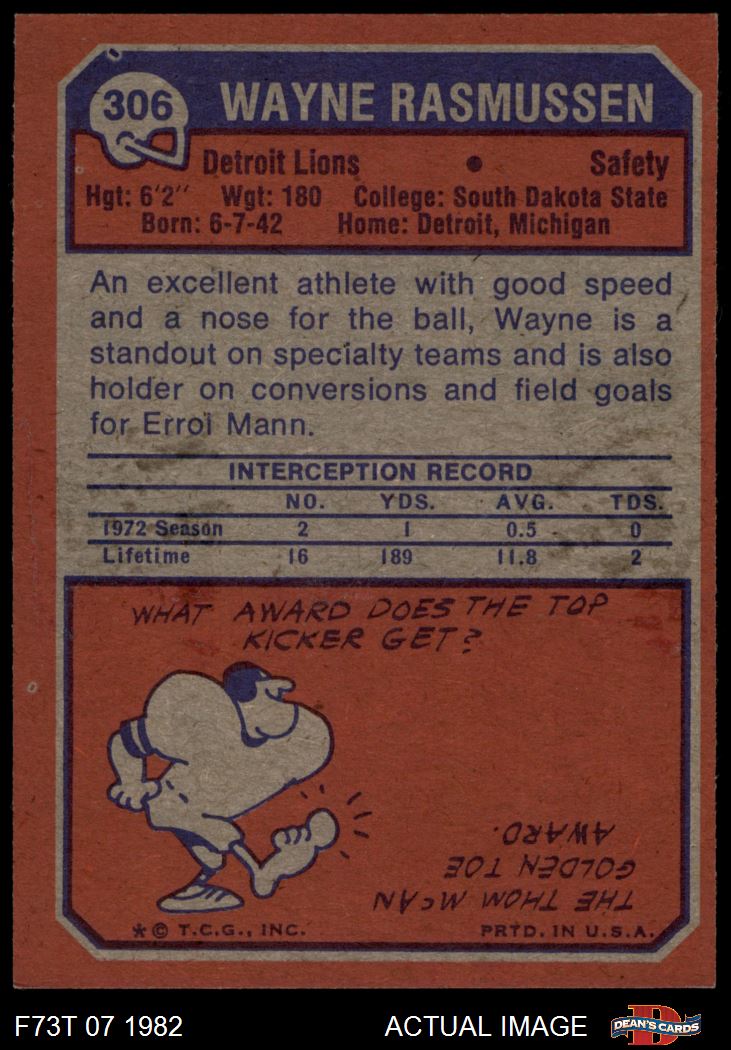 306
WAYNE RASMUSSEN
Detroit Lions • Safety
Hgt: 6'2" Wgt: 180 College: South Dakota State
Born: 6-7-42 Home: Detroit, Michigan
An excellent athlete with good speed
and a nose for the ball, Wayne is a
standout on specialty teams and is also
holder on conversions and field goals
for Errol Mann.
INTERCEPTION RECORD
NO. YDS. AVG. TDS.
1972 Season 2 1 0.5 0
Lifetime 16 189 11.8 2
WHAT AWARD DOES THE TOP
KICKER GET?
THE THOM McAN
GOLDEN TOE
AWARD.
*© T.C.G., INC. PRTD. IN U.S.A.
F73T 07 1982 ACTUAL IMAGE D DEAN'S CARDS